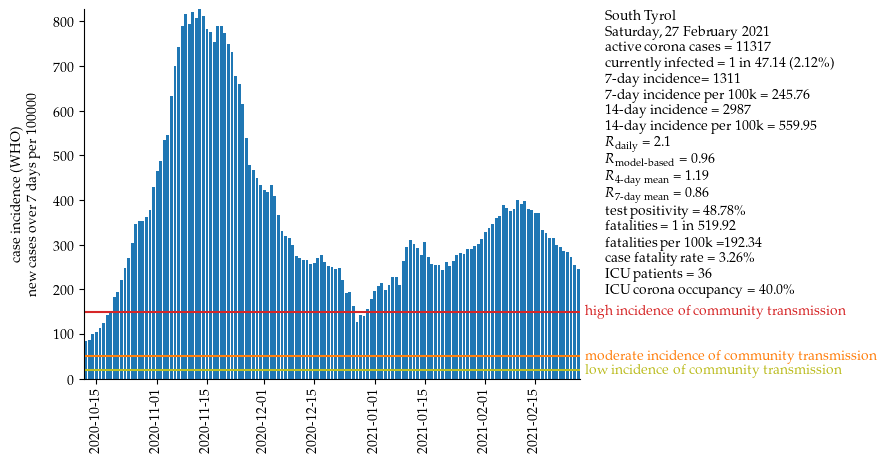 South Tyrol
Saturday, 27 February 2021
active corona cases = 11317
currently infected = 1 in 47.14 (2.12%)
7-day incidence= 1311
7-day incidence per 100k = 245.76
14-day incidence = 2987
14-day incidence per 100k = 559.95
R daily = 2.1
R model-based = 0.96
R 4-day mean = 1.19
R 7-day mean = 0.86
test positivity = 48.78%
fatalities = 1 in 519.92
fatalities per 100k =192.34
case fatality rate = 3.26%
ICU patients = 36
ICU corona occupancy = 40.0%
high incidence of community transmission
moderate incidence of community transmission
low incidence of community transmission
case incidence (WHO)
new cases over 7 days per 100000
800
700
600
500
400
300
200
100
0
2020-10-15
2020-11-01
2020-11-15
2020-12-01
2020-12-15
2021-01-01
2021-01-15
2021-02-01
2021-02-15